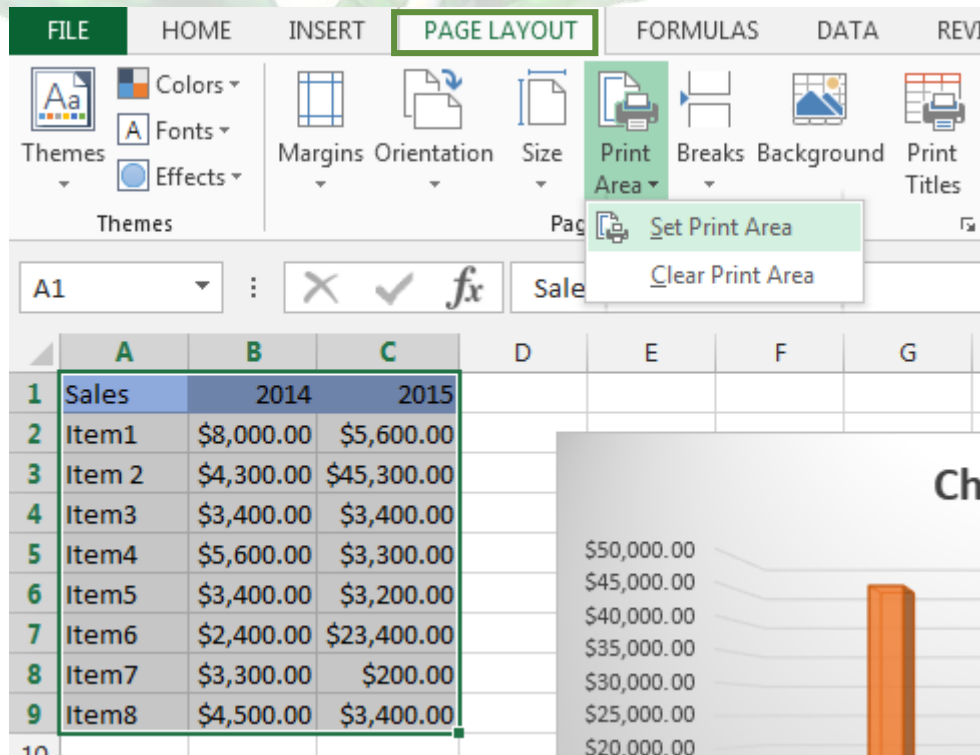 FILE HOME INSERT PAGE LAYOUT FORMULAS DATA REVI
Aa
Themes
Colors
A Fonts
Effects
Margins
Orientation
Size
Print
Area
Breaks
Background
Print
Titles
Themes
Pag
Set Print Area
Clear Print Area
A1
fx
Sale
A B C D E F G
1 Sales 2014 2015
2 Item1 $8,000.00 $5,600.00
3 Item 2 $4,300.00 $45,300.00
4 Item3 $3,400.00 $3,400.00
5 Item4 $5,600.00 $3,300.00
6 Item5 $3,400.00 $3,200.00
7 Item6 $2,400.00 $23,400.00
8 Item7 $3,300.00 $200.00
9 Item8 $4,500.00 $3,400.00
10
Ch
$50,000.00
$45,000.00
$40,000.00
$35,000.00
$30,000.00
$25,000.00
$20,000.00